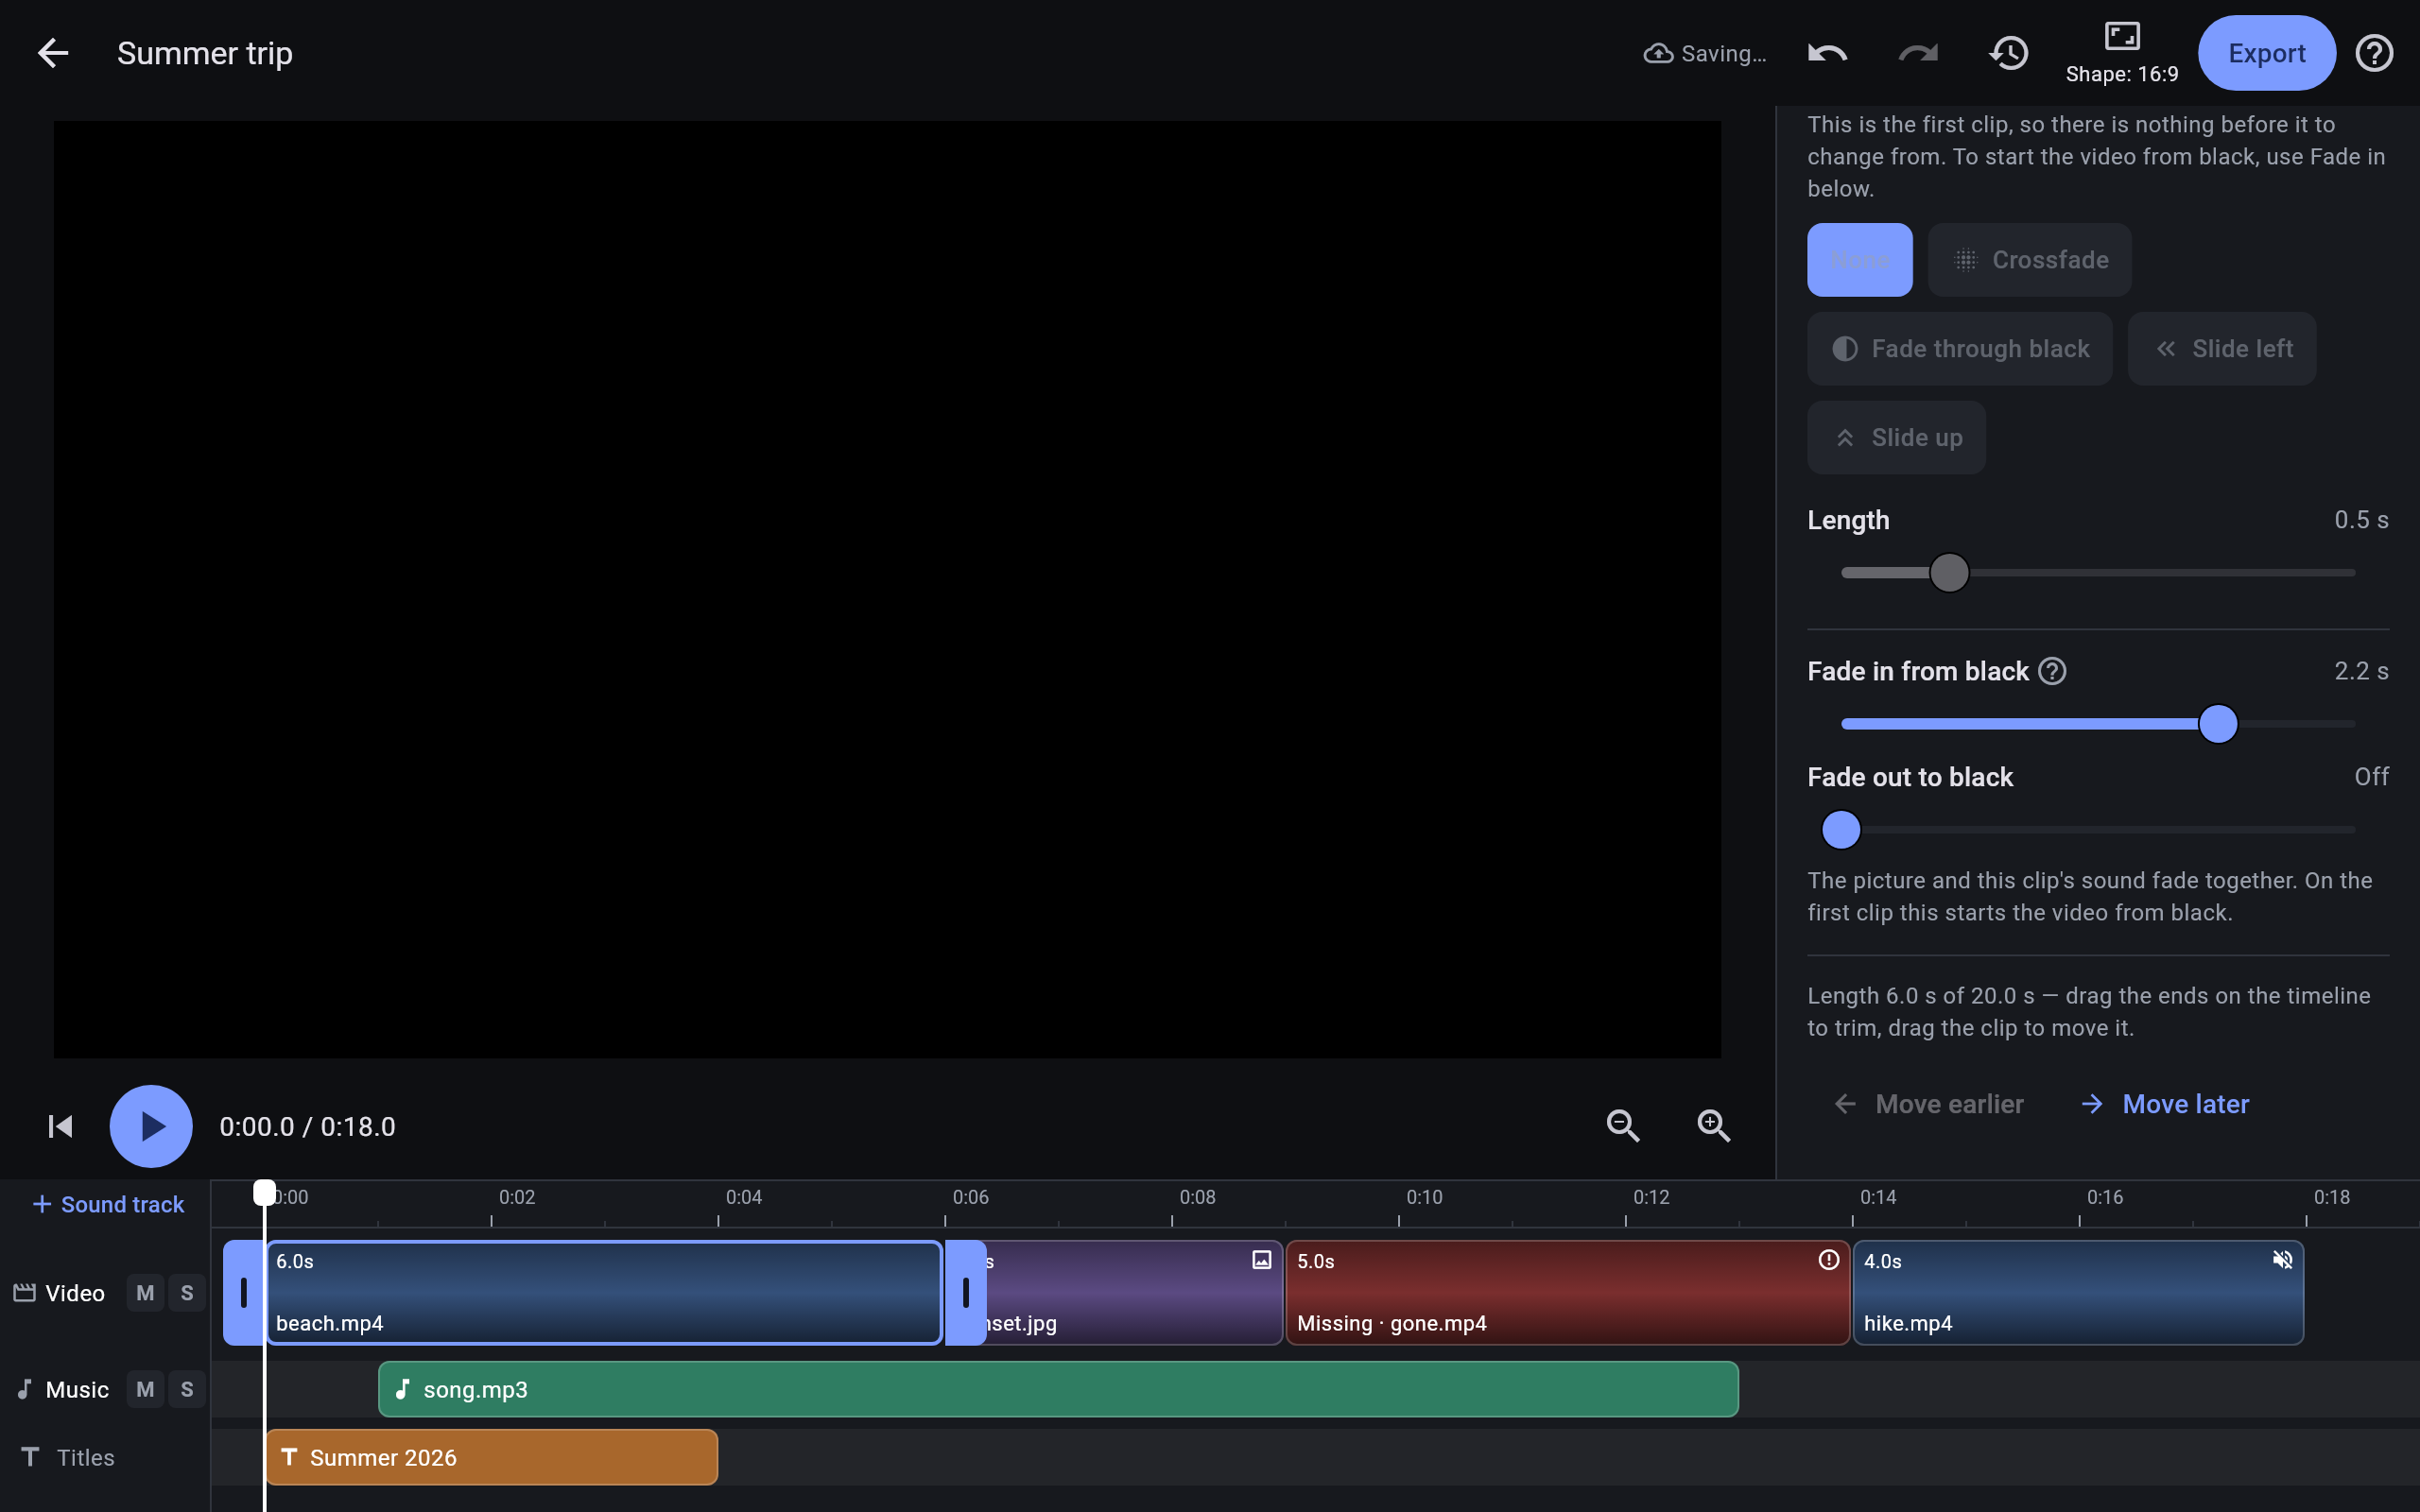 Summer trip
Saving...
Shape: 16:9
Export
This is the first clip, so there is nothing before it to
change from. To start the video from black, use Fade in
below.
None
Crossfade
Fade through black
Slide left
Slide up
Length
0.5 s
Fade in from black
2.2 s
Fade out to black
Off
The picture and this clip's sound fade together. On the
first clip this starts the video from black.
Length 6.0 s of 20.0 s — drag the ends on the timeline
to trim, drag the clip to move it.
Move earlier
Move later
0:00.0 / 0:18.0
+ Sound track
0:00
0:02
0:04
0:06
0:08
0:10
0:12
0:14
0:16
0:18
Video
M
S
6.0s
beach.mp4
s
nset.jpg
5.0s
Missing · gone.mp4
4.0s
hike.mp4
Music
M
S
song.mp3
Titles
Summer 2026